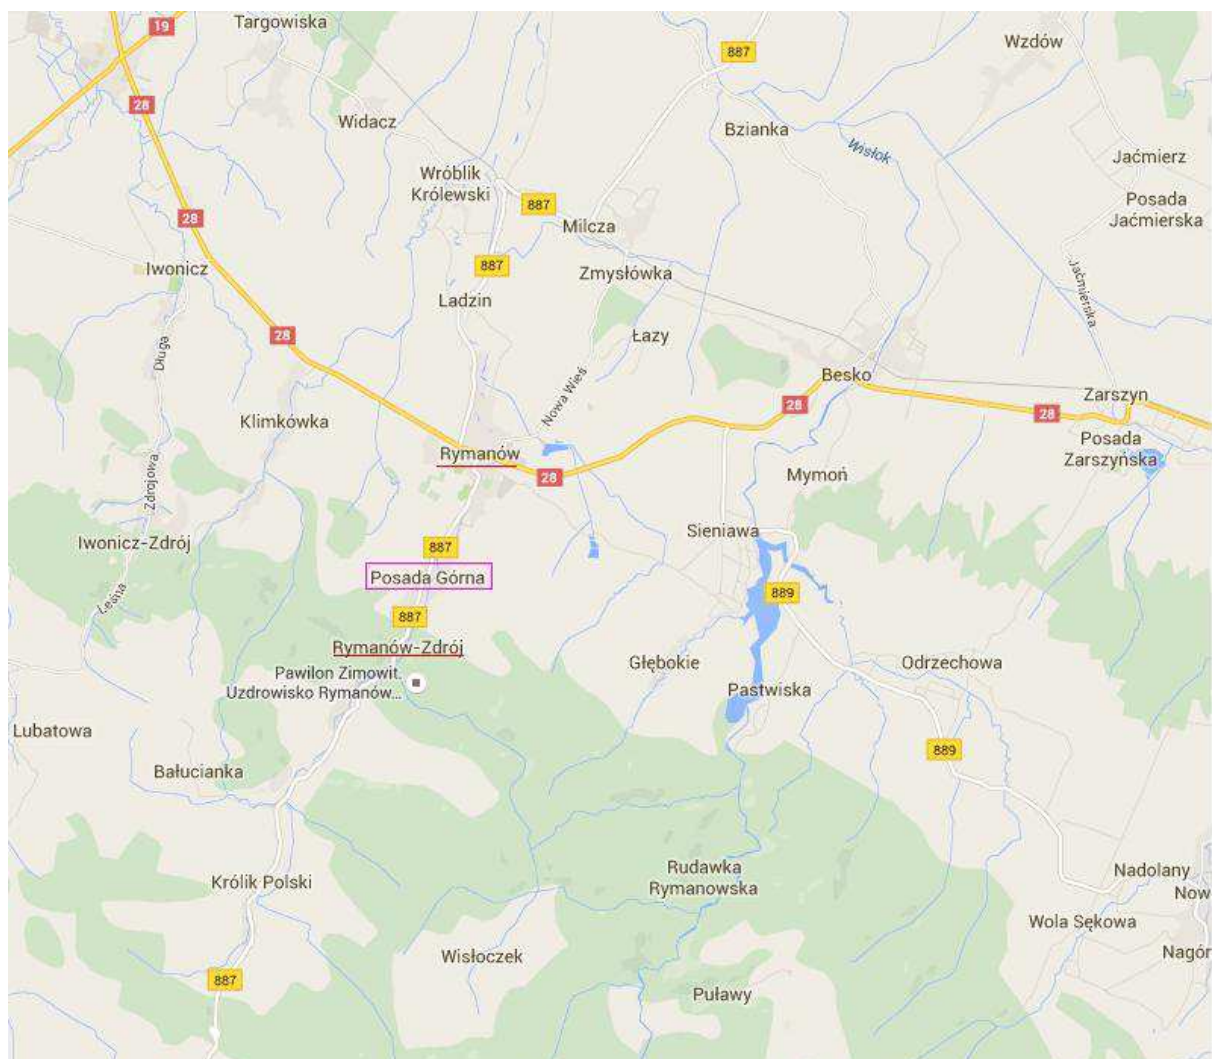 19
Targowiska
887
Wzdów
28
Widacz
Bzianka
Wisłok
Jaćmierz
Wróblik
Królewski
Posada
Jaćmierska
887
28
Milcza
Iwonicz
887
Zmysłówka
Jaćmierska
Ladzin
28
Łazy
Długa
Besko
Nowa Wieś
28
Zarszyn
28
Klimkówka
Rymanów
Posada
Zarszyńska
Zdrojowa
28
Mymoń
Sieniawa
Iwonicz-Zdrój
887
Posada Górna
Leśna
889
887
Rymanów-Zdrój
Głębokie
Odrzechowa
Pawilon Zimowit.
Uzdrowisko Rymanów...
Pastwiska
Lubatowa
889
Bałucianka
Rudawka
Rymanowska
Nadolany
Królik Polski
Now
Wola Sękowa
Wisłoczek
Nagór
887
Puławy